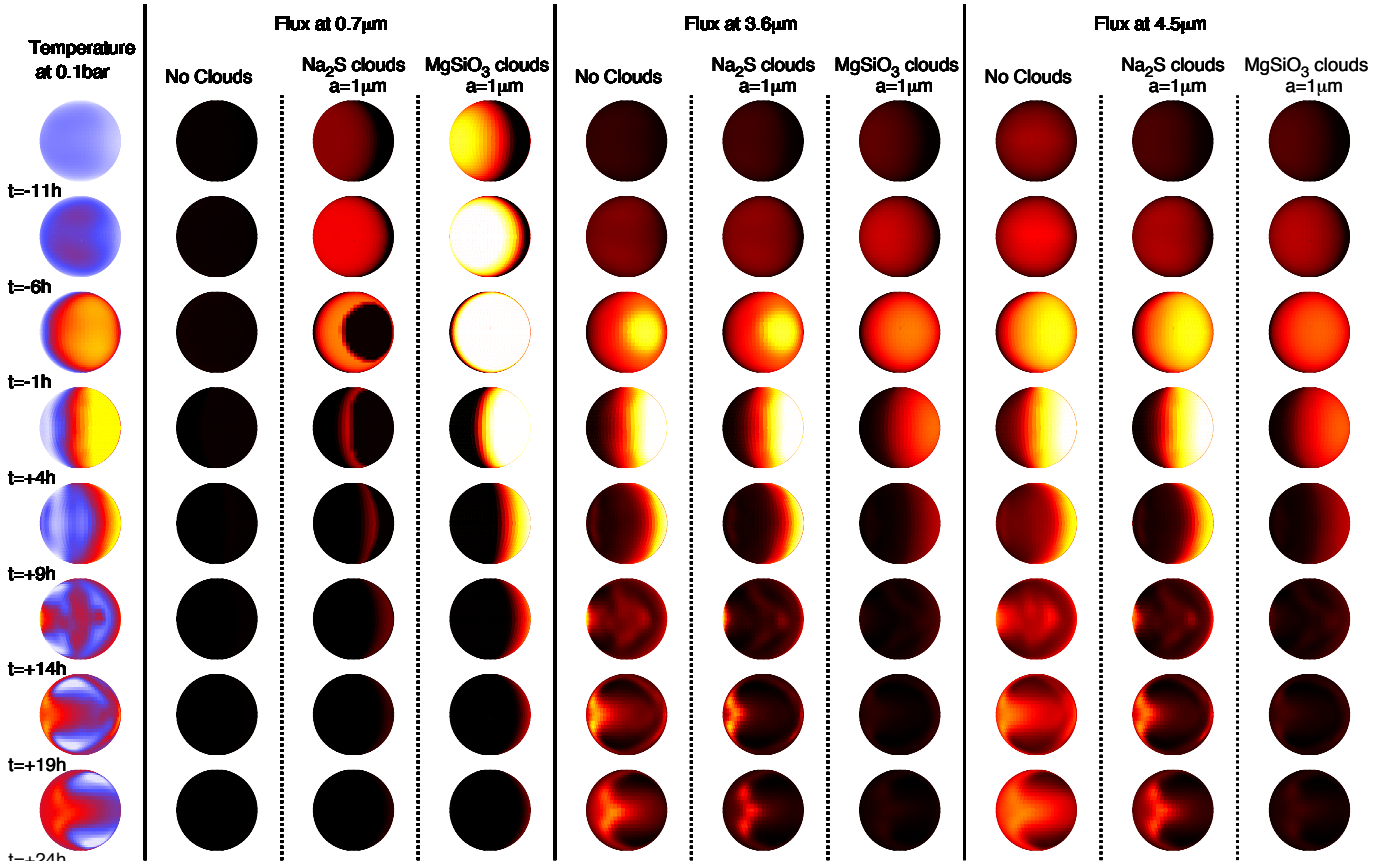 Flux at 0.7μm
Flux at 3.6μm
Flux at 4.5μm
Temperature
at 0.1bar
No Clouds
Na2S clouds
a=1μm
MgSiO3 clouds
a=1μm
No Clouds
Na2S clouds
a=1μm
MgSiO3 clouds
a=1μm
No Clouds
Na2S clouds
a=1μm
MgSiO3 clouds
a=1μm
t=-11h
t=-6h
t=-1h
t=+4h
t=+9h
t=+14h
t=+19h
t=+24h